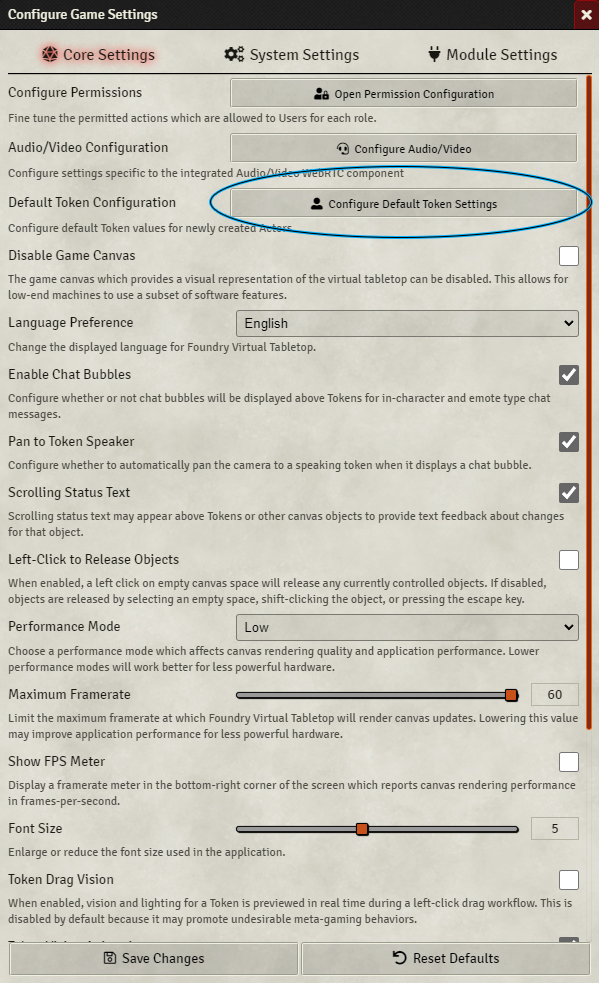 Configure Game Settings
Core Settings
System Settings
Module Settings
Configure Permissions
Open Permission Configuration
Fine tune the permitted actions which are allowed to Users for each role.
Audio/Video Configuration
Configure Audio/Video
Configure settings specific to the integrated Audio/Video WebRTC component
Default Token Configuration
Configure Default Token Settings
Configure default Token values for newly created Actors
Disable Game Canvas
The game canvas which provides a visual representation of the virtual tabletop can be disabled. This allows for
low-end machines to use a subset of software features.
Language Preference
English
Change the displayed language for Foundry Virtual Tabletop.
Enable Chat Bubbles
Configure whether or not chat bubbles will be displayed above Tokens for in-character and emote type chat
messages.
Pan to Token Speaker
Configure whether to automatically pan the camera to a speaking token when it displays a chat bubble.
Scrolling Status Text
Scrolling status text may appear above Tokens or other canvas objects to provide text feedback about changes
for that object.
Left-Click to Release Objects
When enabled, a left click on empty canvas space will release any currently controlled objects. If disabled,
objects are released by selecting an empty space, shift-clicking the object, or pressing the escape key.
Performance Mode
Low
Choose a performance mode which affects canvas rendering quality and application performance. Lower
performance modes will work better for less powerful hardware.
Maximum Framerate
60
Limit the maximum framerate at which Foundry Virtual Tabletop will render canvas updates. Lowering this value
may improve application performance for less powerful hardware.
Show FPS Meter
Display a framerate meter in the bottom-right corner of the screen which reports canvas rendering performance
in frames-per-second.
Font Size
5
Enlarge or reduce the font size used in the application.
Token Drag Vision
When enabled, vision and lighting for a Token is previewed in real time during a left-click drag workflow. This is
disabled by default because it may promote undesirable meta-gaming behaviors.
Save Changes
Reset Defaults